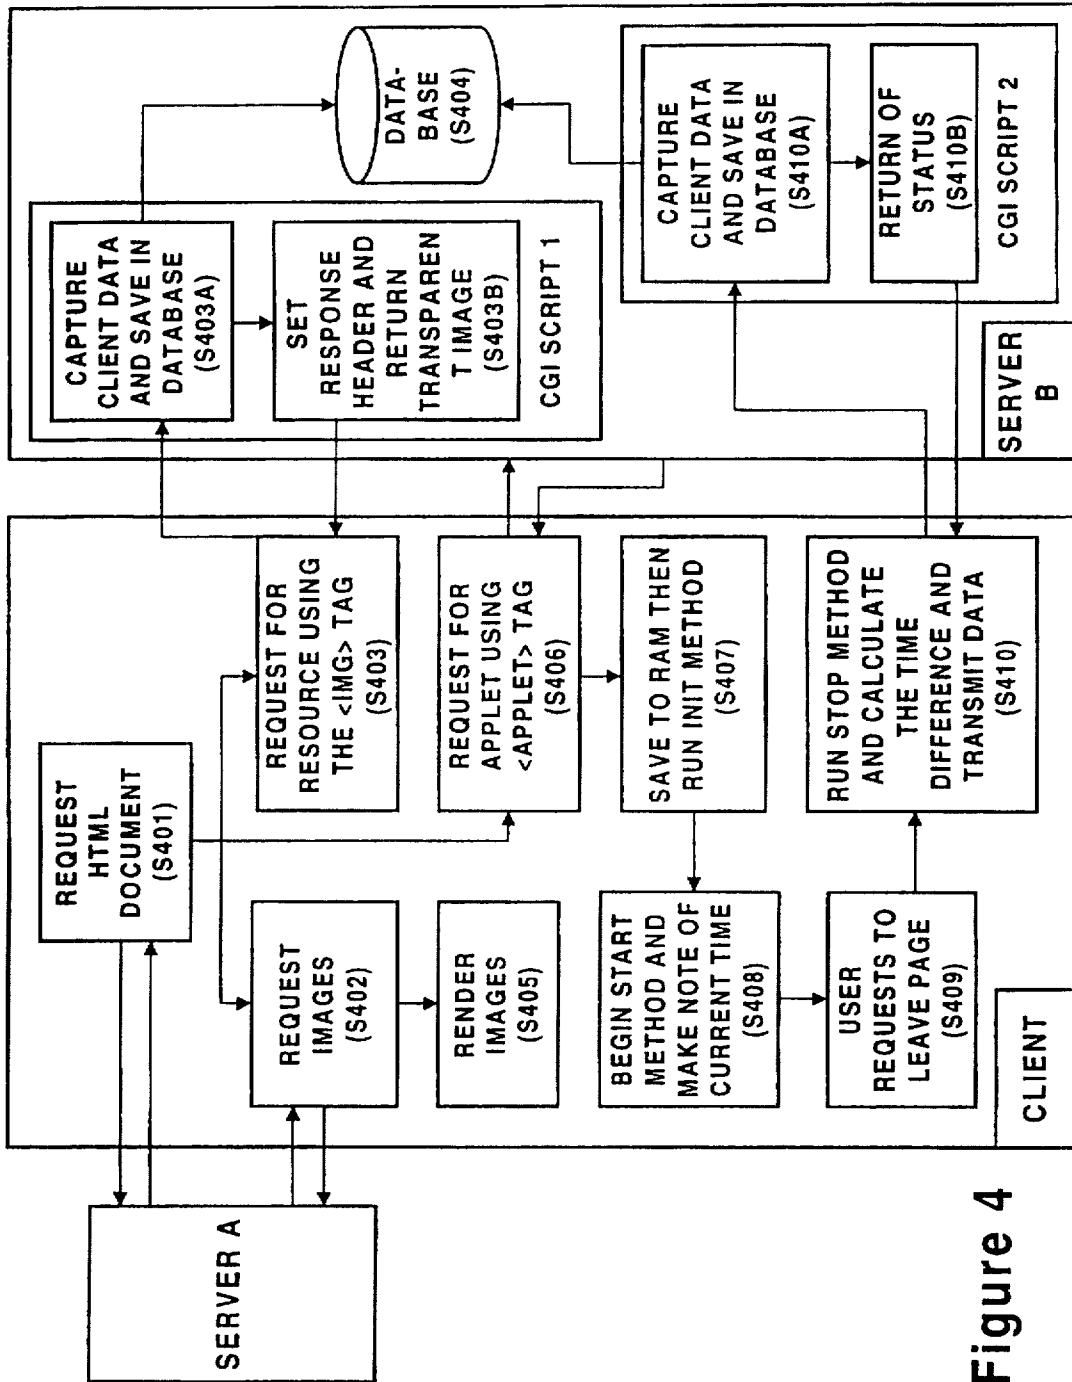 SERVER A
REQUEST
HTML
DOCUMENT
(S401)
REQUEST
IMAGES
(S402)
REQUEST FOR
RESOURCE USING
THE <IMG> TAG
(S403)
RENDER
IMAGES
(S405)
REQUEST FOR
APPLET USING
<APPLET> TAG
(S406)
SAVE TO RAM THEN
RUN INIT METHOD
(S407)
BEGIN START
METHOD AND
MAKE NOTE OF
CURRENT TIME
(S408)
USER
REQUESTS TO
LEAVE PAGE
(S409)
RUN STOP METHOD
AND CALCULATE
THE TIME
DIFFERENCE AND
TRANSMIT DATA
(S410)
CLIENT
CAPTURE
CLIENT DATA
AND SAVE IN
DATABASE
(S403A)
SET
RESPONSE
HEADER AND
RETURN
TRANSPAREN
T IMAGE
(S403B)
CGI SCRIPT 1
DATA-
BASE
(S404)
CAPTURE
CLIENT DATA
AND SAVE IN
DATABASE
(S410A)
RETURN OF
STATUS
(S410B)
CGI SCRIPT 2
SERVER
B
Figure 4